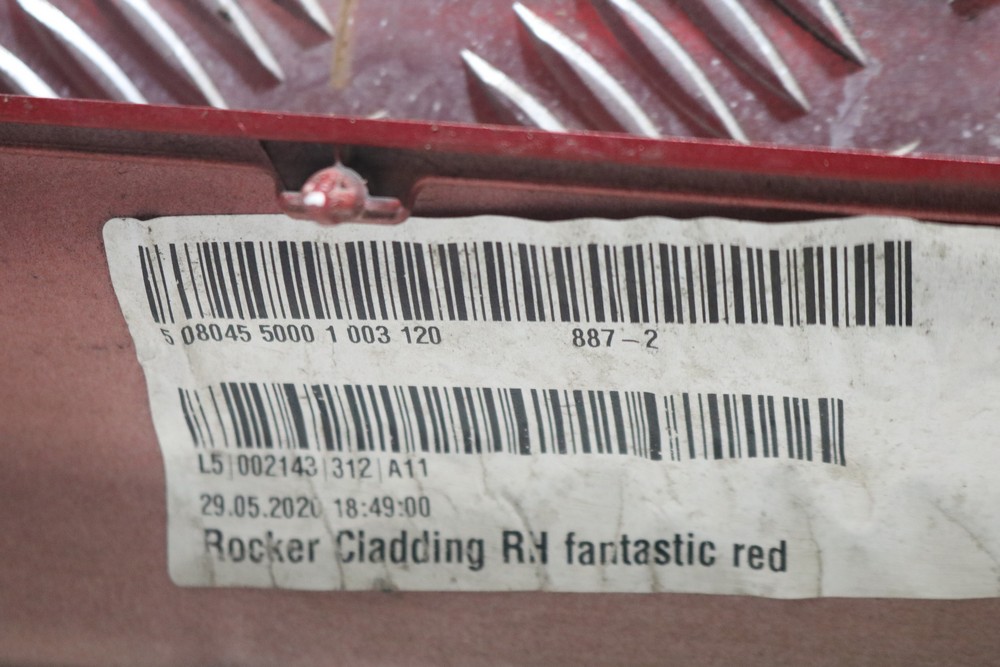 5 08045 5000 1 003 120 887-2
L5|002143|312|A11
29.05.2020 18:49:00
Rocker Cladding RH fantastic red